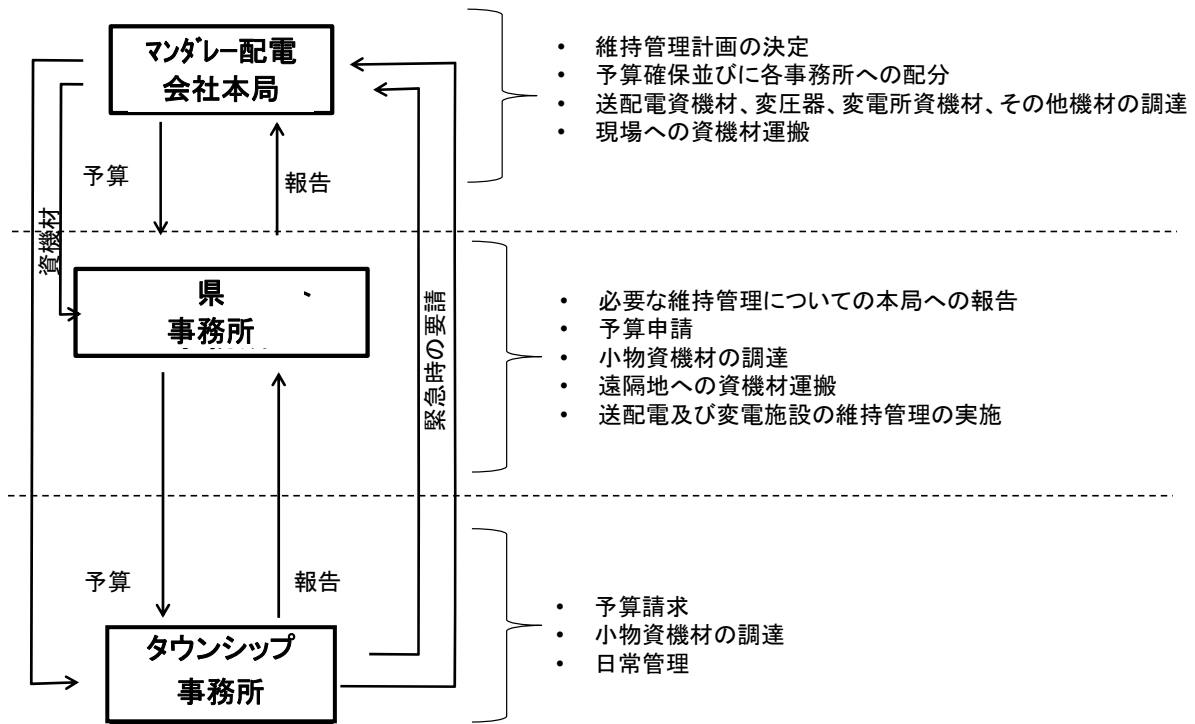 マンダレー配電
会社本局
• 維持管理計画の決定
• 予算確保並びに各事務所への配分
• 送配電資機材、変圧器、変電所資機材、その他機材の調達
• 現場への資機材運搬
予算
報告
資機材
県
事務所
緊急時の要請
• 必要な維持管理についての本局への報告
• 予算申請
• 小物資機材の調達
• 遠隔地への資機材運搬
• 送配電及び変電施設の維持管理の実施
予算
報告
タウンシップ
事務所
• 予算請求
• 小物資機材の調達
• 日常管理